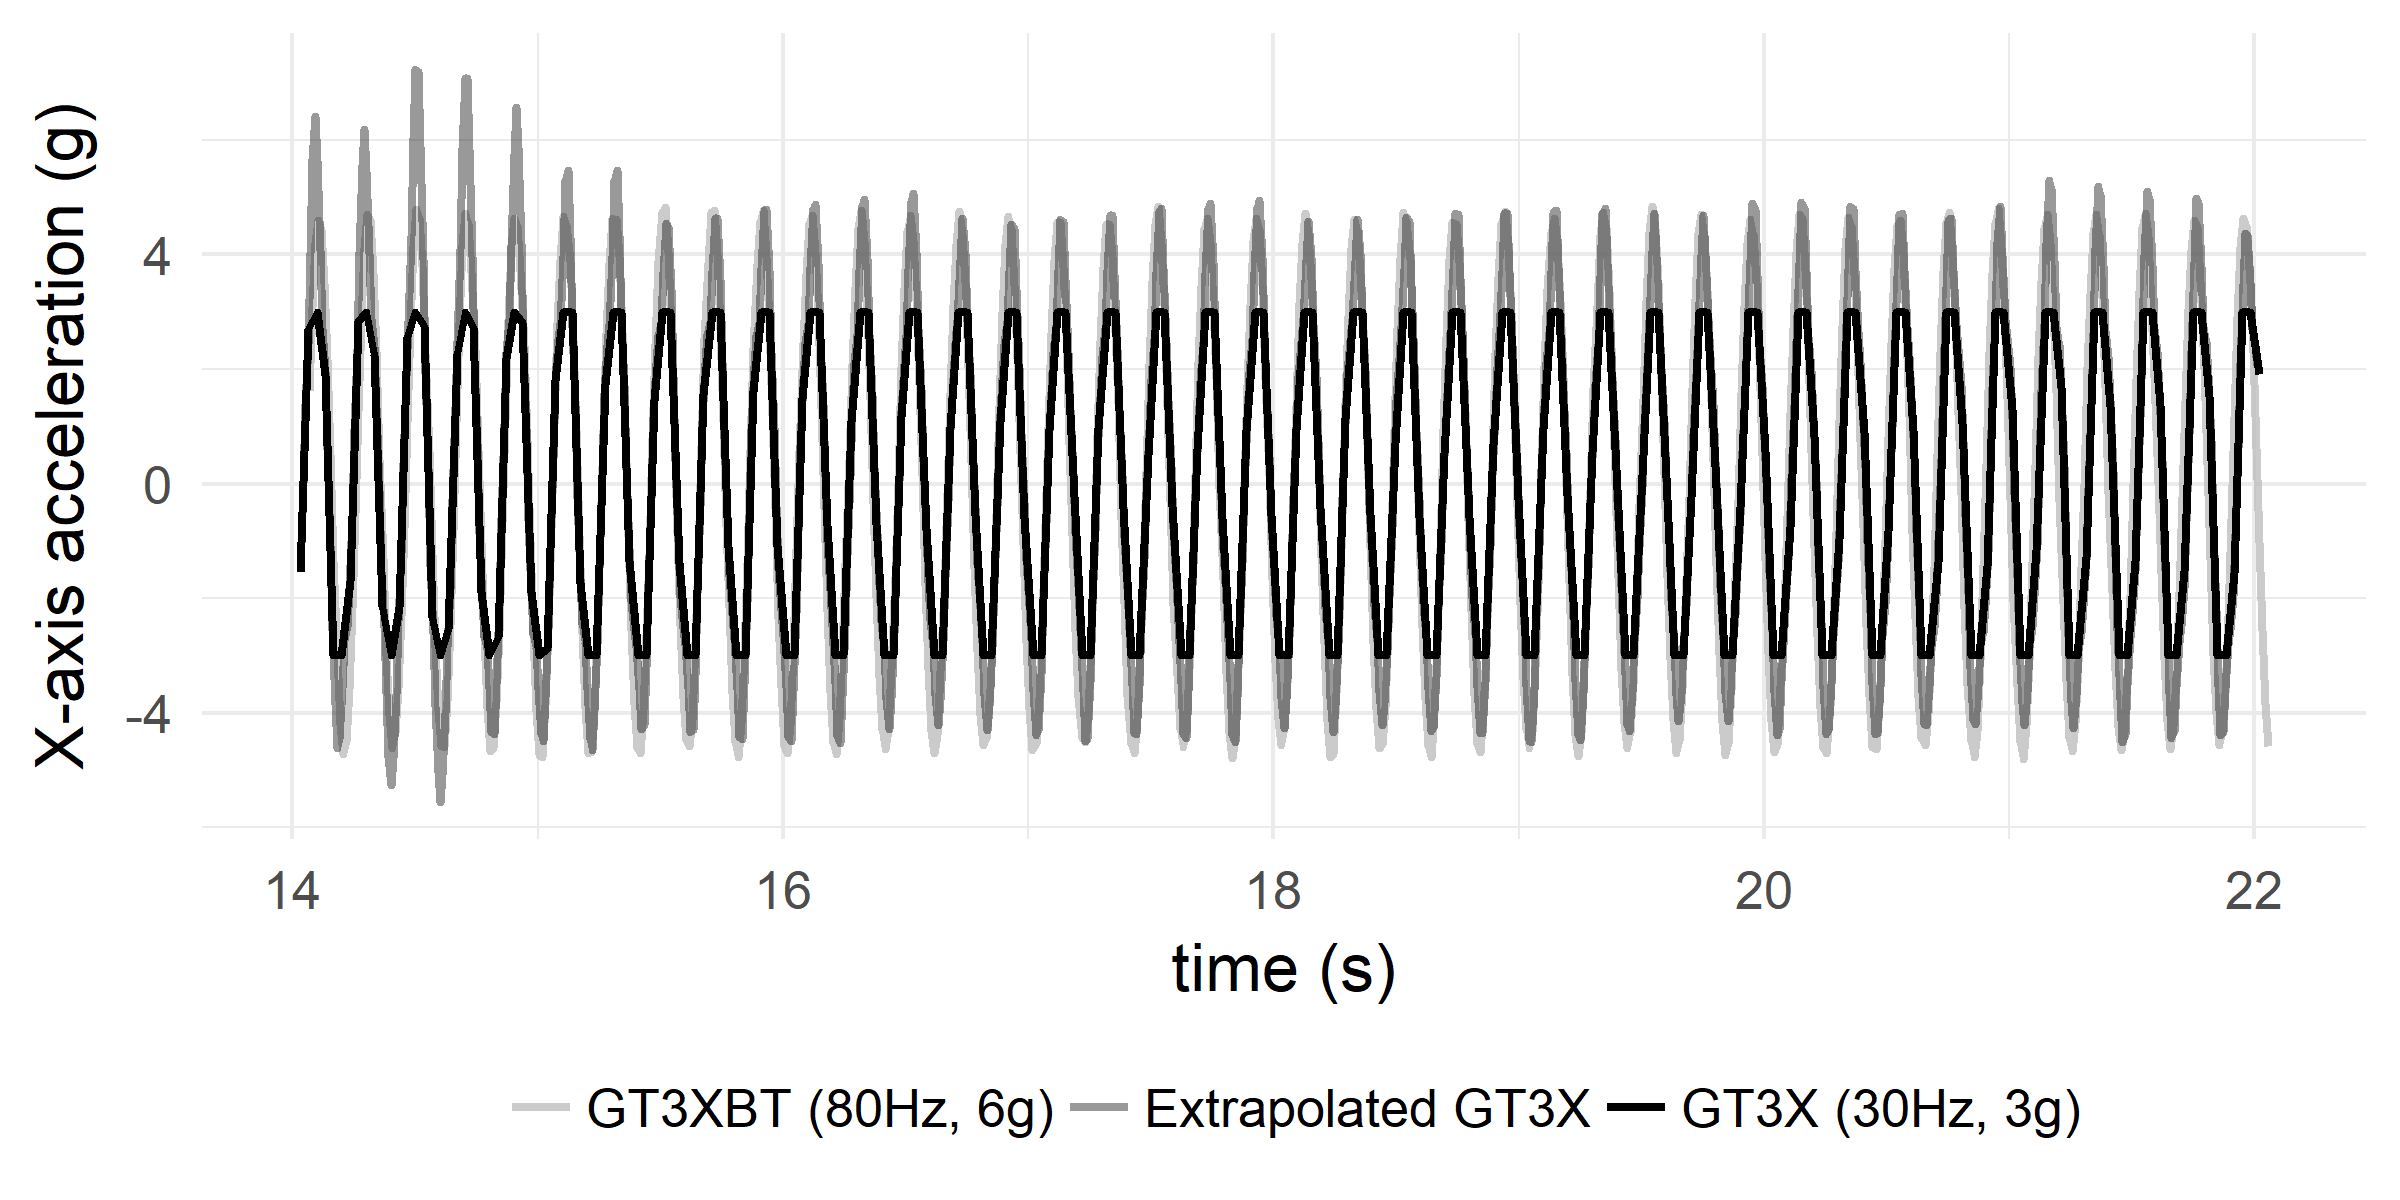 X-axis acceleration (g)
4
0
-4
14 16 18 20 22
time (s)
GT3XBT (80Hz, 6g) Extrapolated GT3X GT3X (30Hz, 3g)